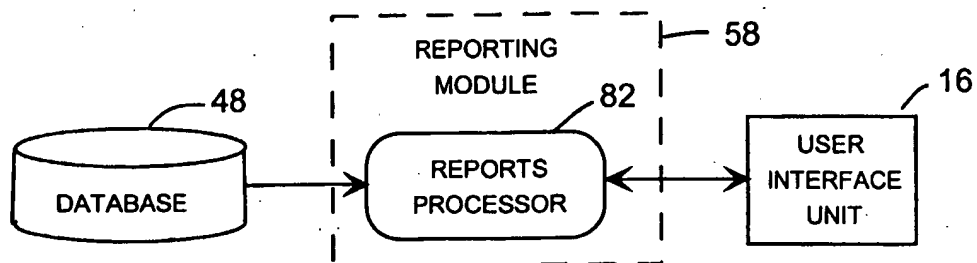 REPORTING
MODULE
58
48
82
16
DATABASE
REPORTS
PROCESSOR
USER
INTERFACE
UNIT